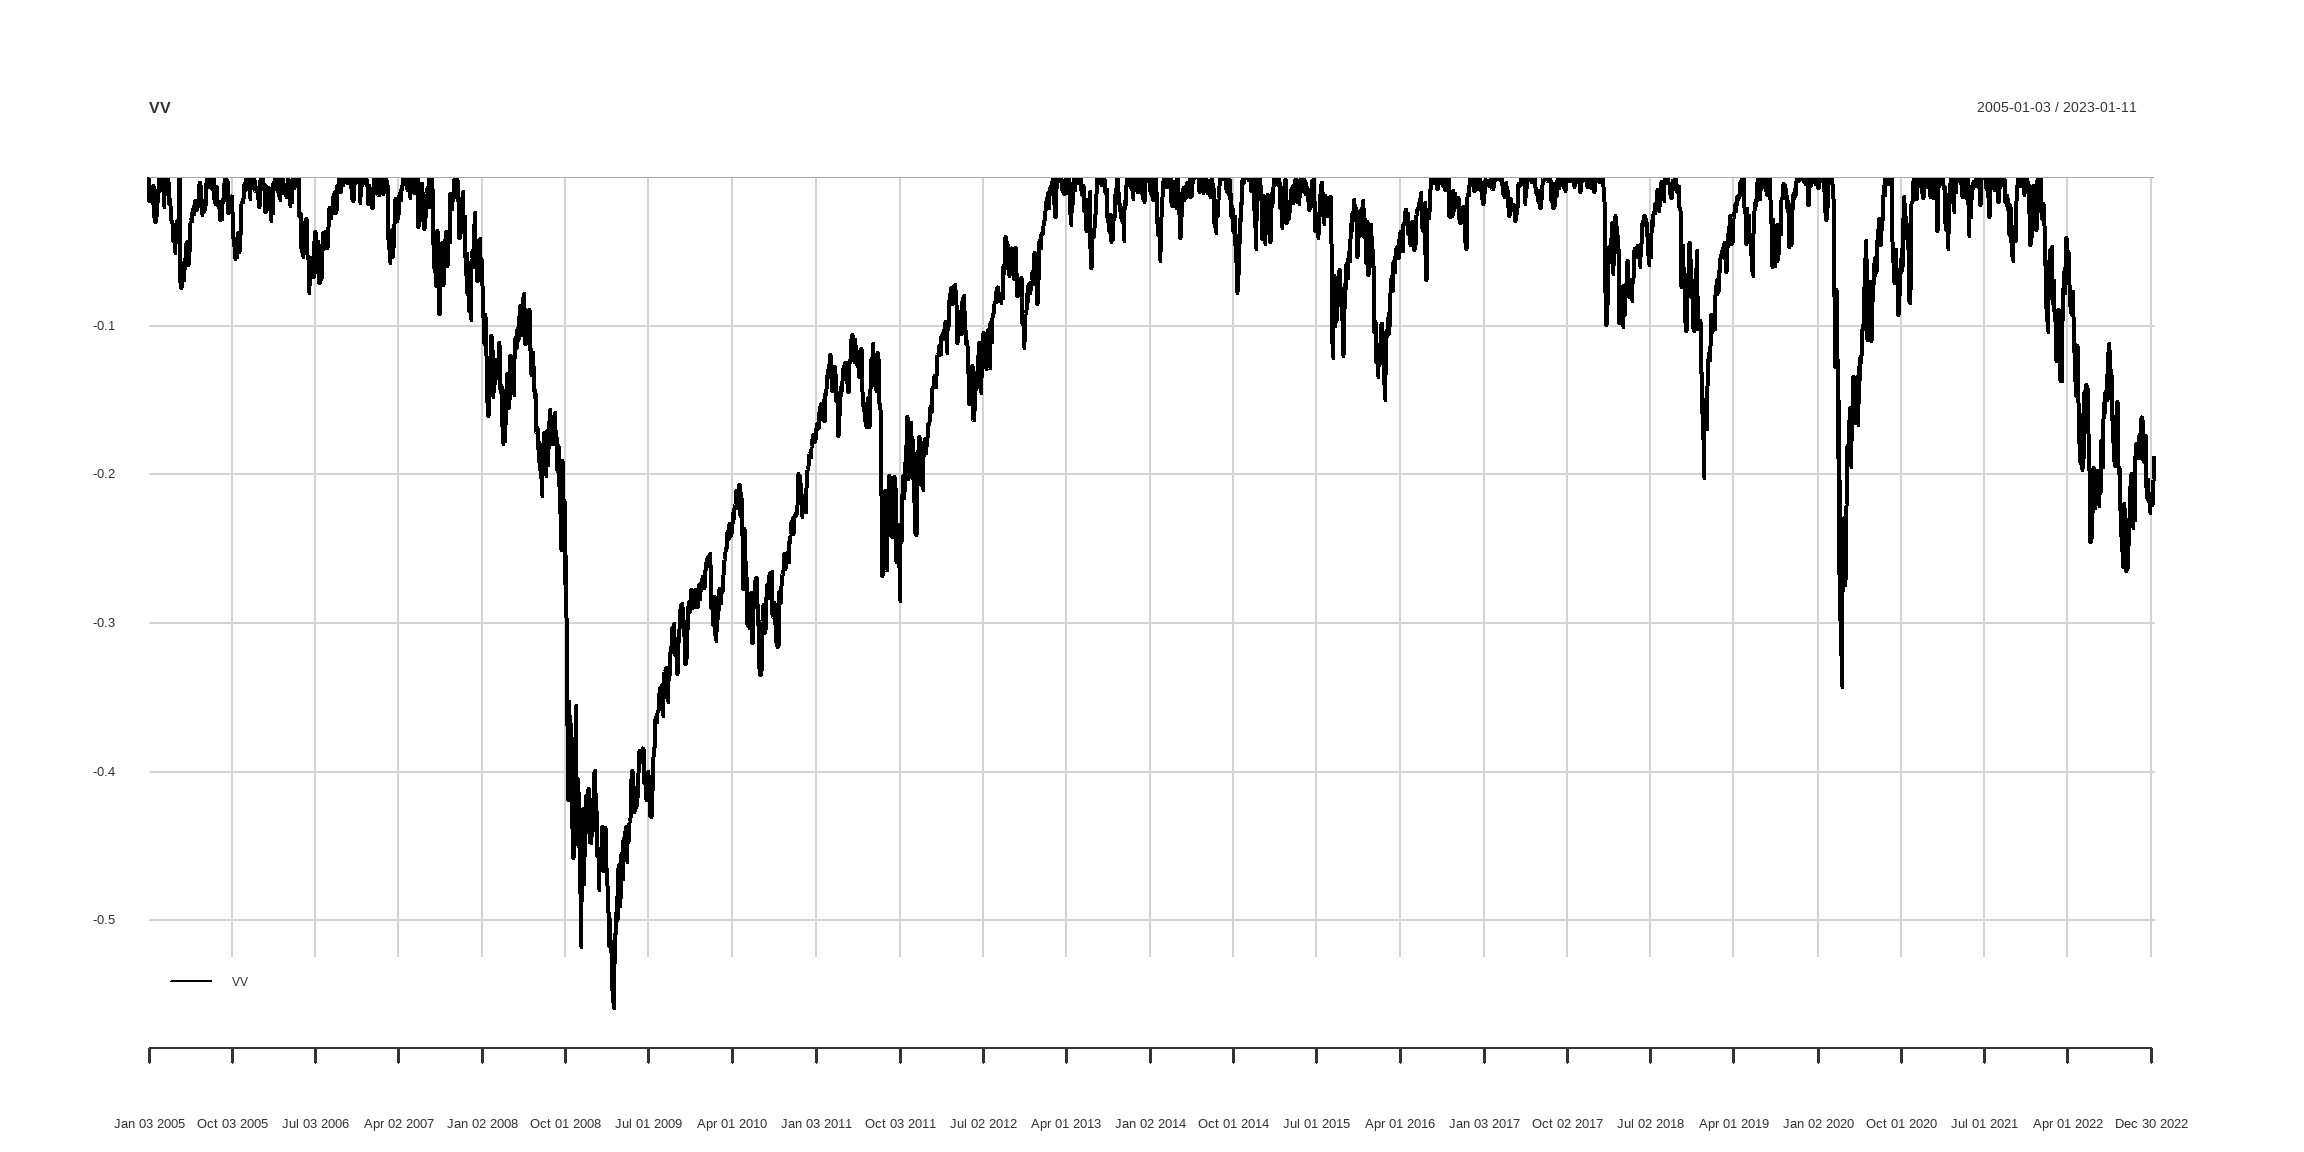 VV
2005-01-03 / 2023-01-11
-0.1
-0.2
-0.3
-0.4
-0.5
VV
Jan 03 2005 Oct 03 2005 Jul 03 2006 Apr 02 2007 Jan 02 2008 Oct 01 2008 Jul 01 2009 Apr 01 2010 Jan 03 2011 Oct 03 2011 Jul 02 2012 Apr 01 2013 Jan 02 2014 Oct 01 2014 Jul 01 2015 Apr 01 2016 Jan 03 2017 Oct 02 2017 Jul 02 2018 Apr 01 2019 Jan 02 2020 Oct 01 2020 Jul 01 2021 Apr 01 2022 Dec 30 2022